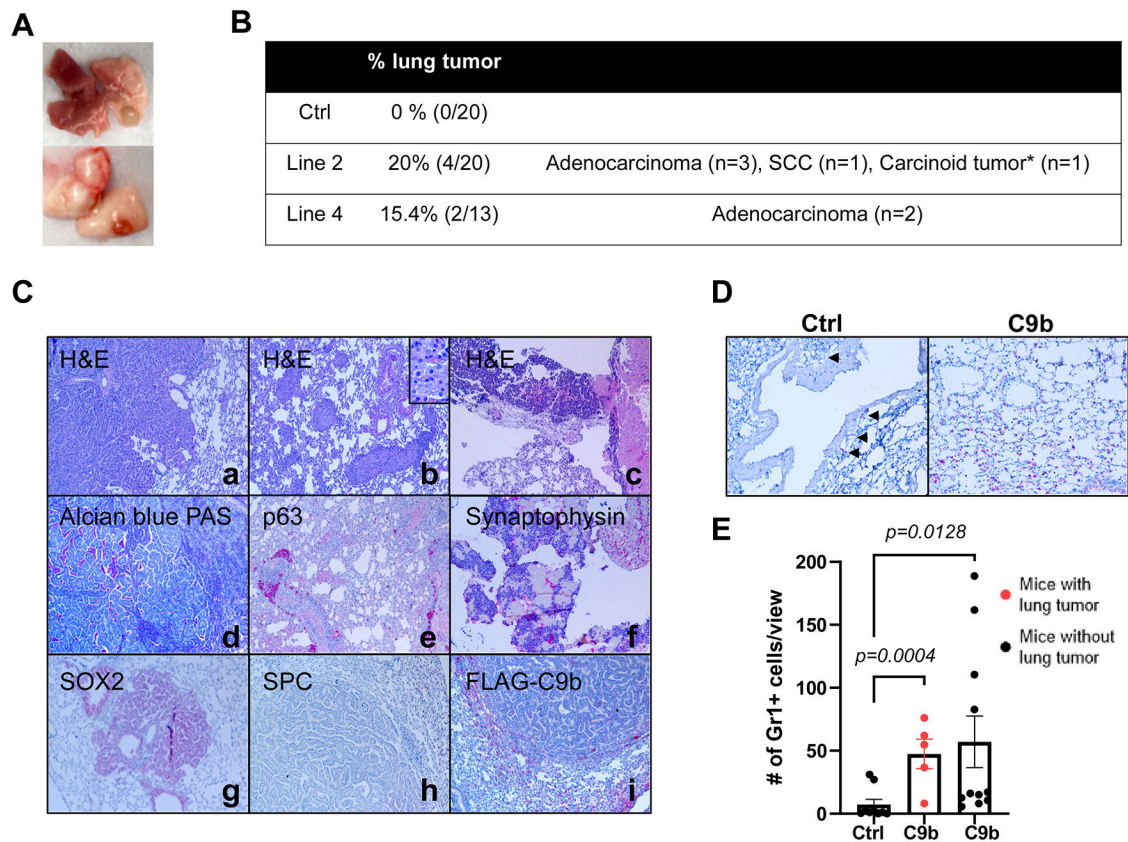 A
B
% lung tumor
Ctrl 0 % (0/20)
Line 2 20% (4/20) Adenocarcinoma (n=3), SCC (n=1), Carcinoid tumor* (n=1)
Line 4 15.4% (2/13) Adenocarcinoma (n=2)
C
H&E
a
H&E
b
H&E
c
Alcian blue PAS
d
p63
e
Synaptophysin
f
SOX2
g
SPC
h
FLAG-C9b
i
D
Ctrl
C9b
E
# of Gr1+ cells/view
200
150
100
50
0
p=0.0128
p=0.0004
Mice with
lung tumor
Mice without
lung tumor
Ctrl
C9b
C9b